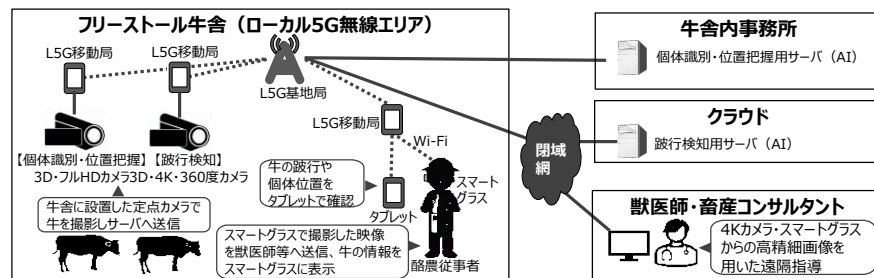 フリーストール牛舎（ローカル5G無線エリア）
L5G移動局
L5G移動局
L5G基地局
L5G移動局
Wi-Fi
【個体識別・位置把握】
3D・フルHDカメラ
【跛行検知】
3D・4K・360度カメラ
牛舎に設置した定点カメラで
牛を撮影しサーバへ送信
牛の跛行や
個体位置を
タブレットで確認
タブレット
スマート
グラス
スマートグラスで撮影した映像
を獣医師等へ送信、牛の情報を
スマートグラスに表示
酪農従事者
閉域
網
牛舎内事務所
個体識別・位置把握用サーバ（AI）
クラウド
跛行検知用サーバ（AI）
獣医師・畜産コンサルタント
4Kカメラ・スマートグラス
からの高精細画像を
用いた遠隔指導